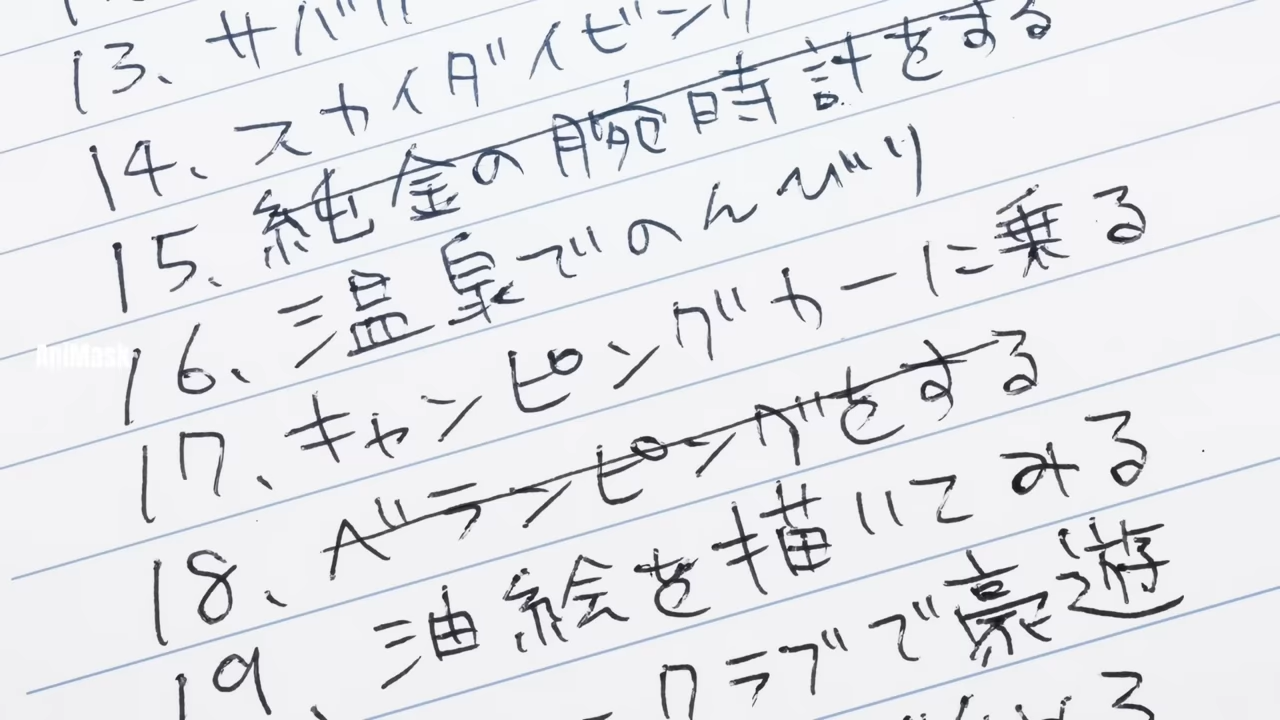 13、サバ
14、スカイダイビング
15、純金の腕時計をする
16、温泉でのんびり
17、キャンピングカーに乗る
18、ベランピングをする
19、油絵を描いてみる
クラブで豪遊
AniMask